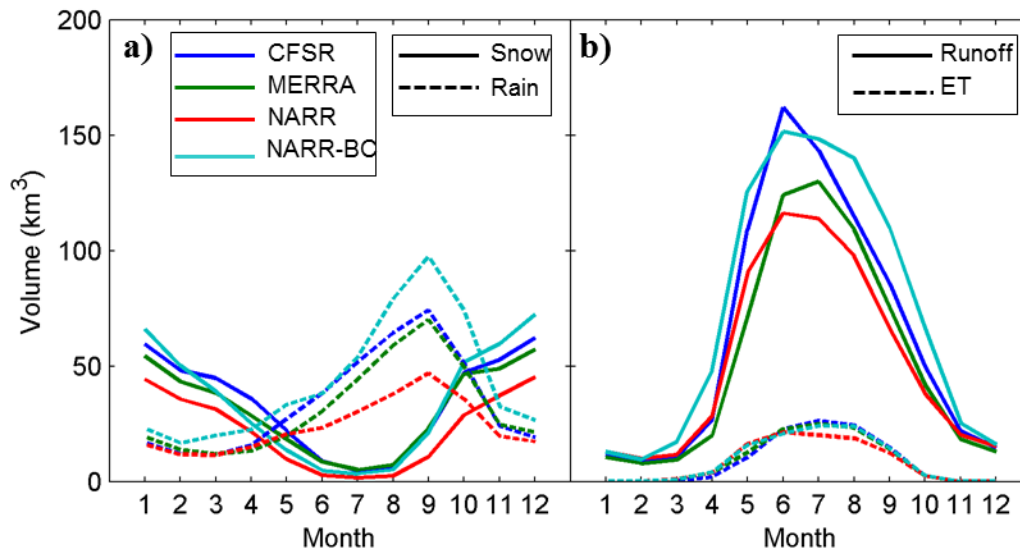 a)
CFSR
MERRA
NARR
NARR-BC
Snow
Rain
b)
Runoff
ET
Volume (km³)
200
150
100
50
0
1 2 3 4 5 6 7 8 9 10 11 12
1 2 3 4 5 6 7 8 9 10 11 12
Month
Month